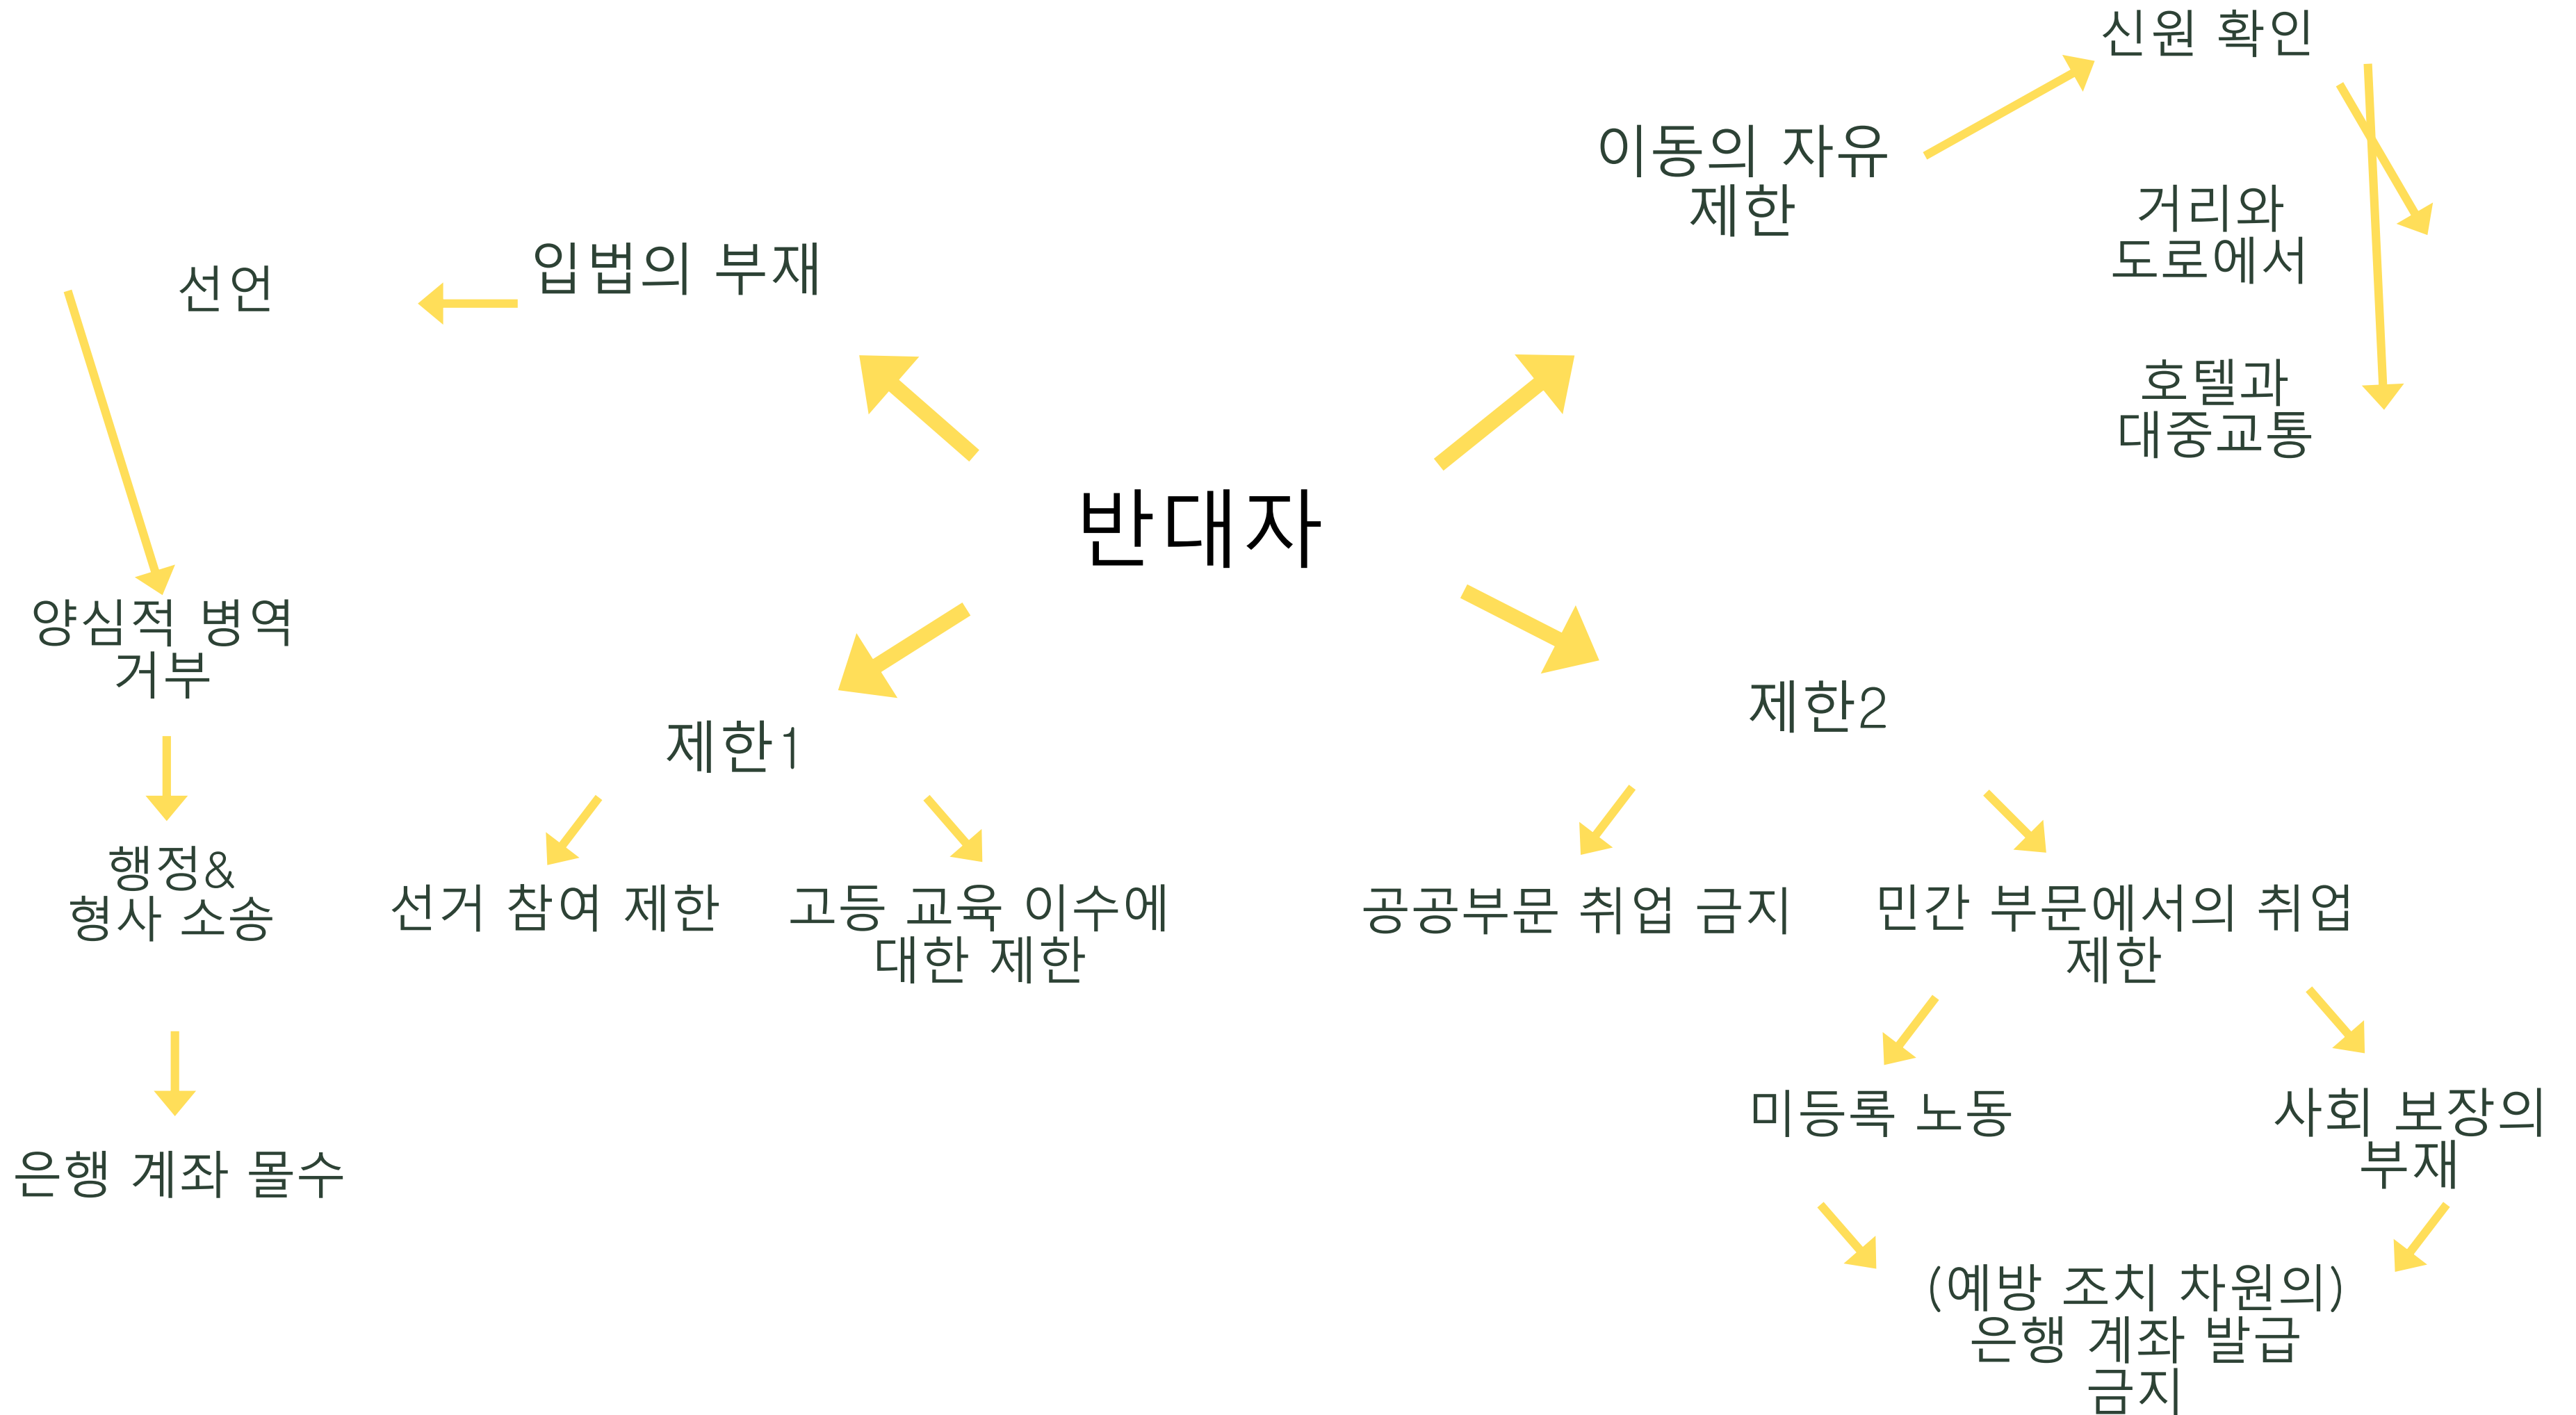 신원 확인
이동의 자유
제한
거리와
도로에서
호텔과
대중교통
입법의 부재
선언
양심적 병역
거부
행정&
형사 소송
은행 계좌 몰수
반대자
제한1
선거 참여 제한
고등 교육 이수에
대한 제한
제한2
공공부문 취업 금지
민간 부문에서의 취업
제한
미등록 노동
사회 보장의
부재
(예방 조치 차원의)
은행 계좌 발급
금지